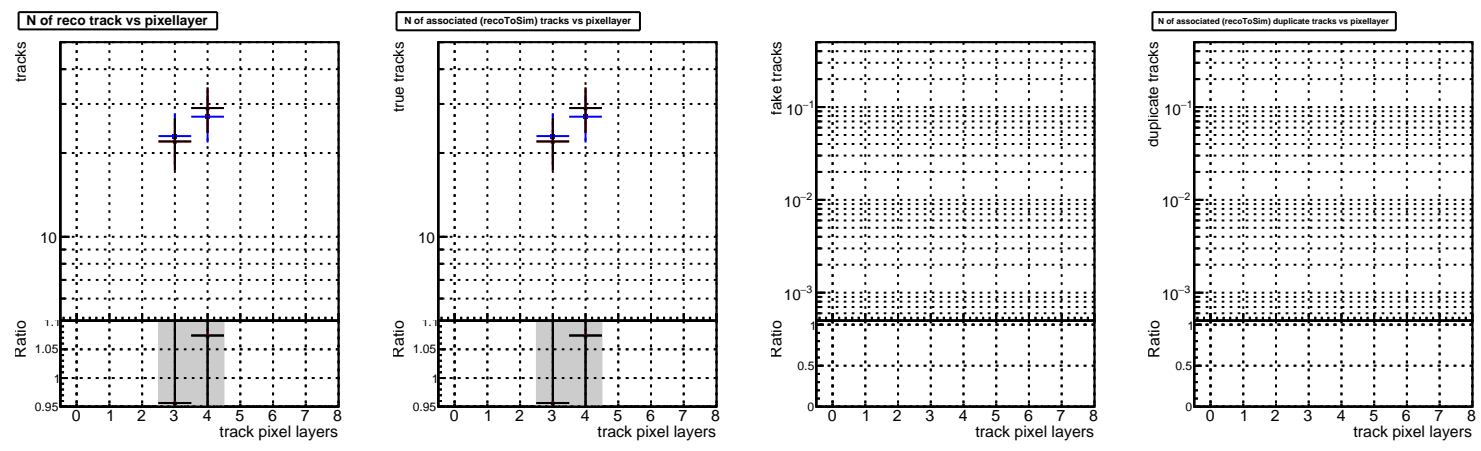 N of reco track vs pixellayer
tracks
10
Ratio
1.1
1.05
1
0.95
0 1 2 3 4 5 6 7 8
track pixel layers
N of associated (recoToSim) tracks vs pixellayer
true tracks
10
Ratio
1.1
1.05
1
0.95
0 1 2 3 4 5 6 7 8
track pixel layers
fake tracks
10⁻¹
10⁻²
10⁻³
Ratio
1
0.5
0
0 1 2 3 4 5 6 7 8
track pixel layers
N of associated (recoToSim) duplicate tracks vs pixellayer
duplicate tracks
10⁻¹
10⁻²
10⁻³
Ratio
1
0.5
0
0 1 2 3 4 5 6 7 8
track pixel layers